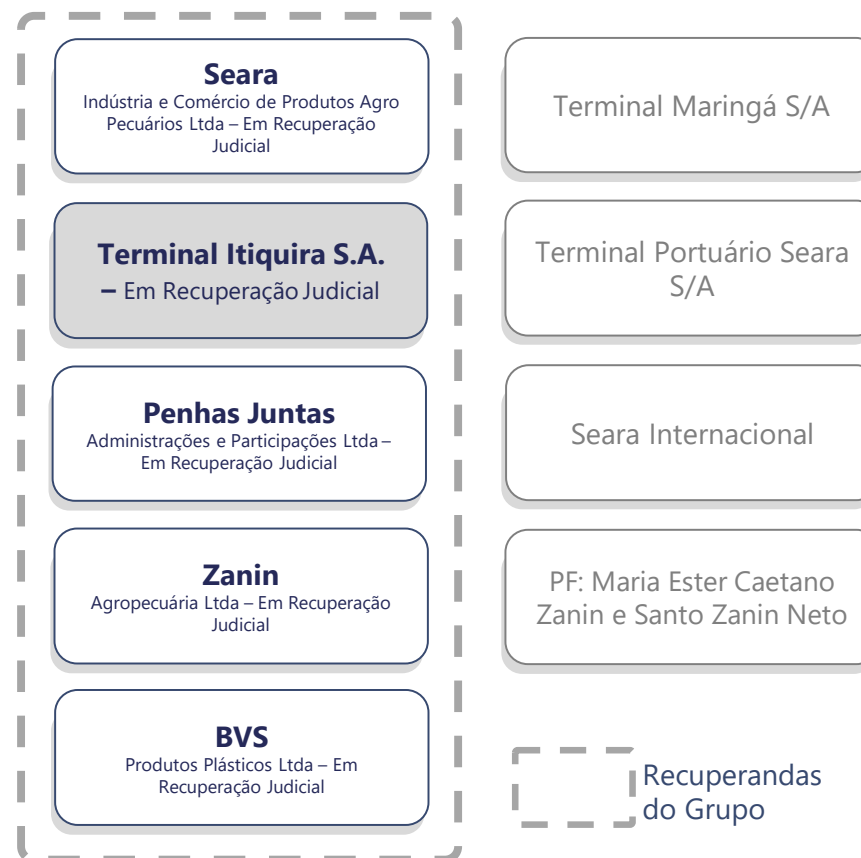 Seara
Indústria e Comércio de Produtos Agro
Pecuários Ltda – Em Recuperação
Judicial
Terminal Itiquira S.A.
– Em Recuperação Judicial
Penhas Juntas
Administrações e Participações Ltda –
Em Recuperação Judicial
Zanin
Agropecuária Ltda – Em Recuperação
Judicial
BVS
Produtos Plásticos Ltda – Em
Recuperação Judicial
Terminal Maringá S/A
Terminal Portuário Seara
S/A
Seara Internacional
PF: Maria Ester Caetano
Zanin e Santo Zanin Neto
Recuperandas
do Grupo